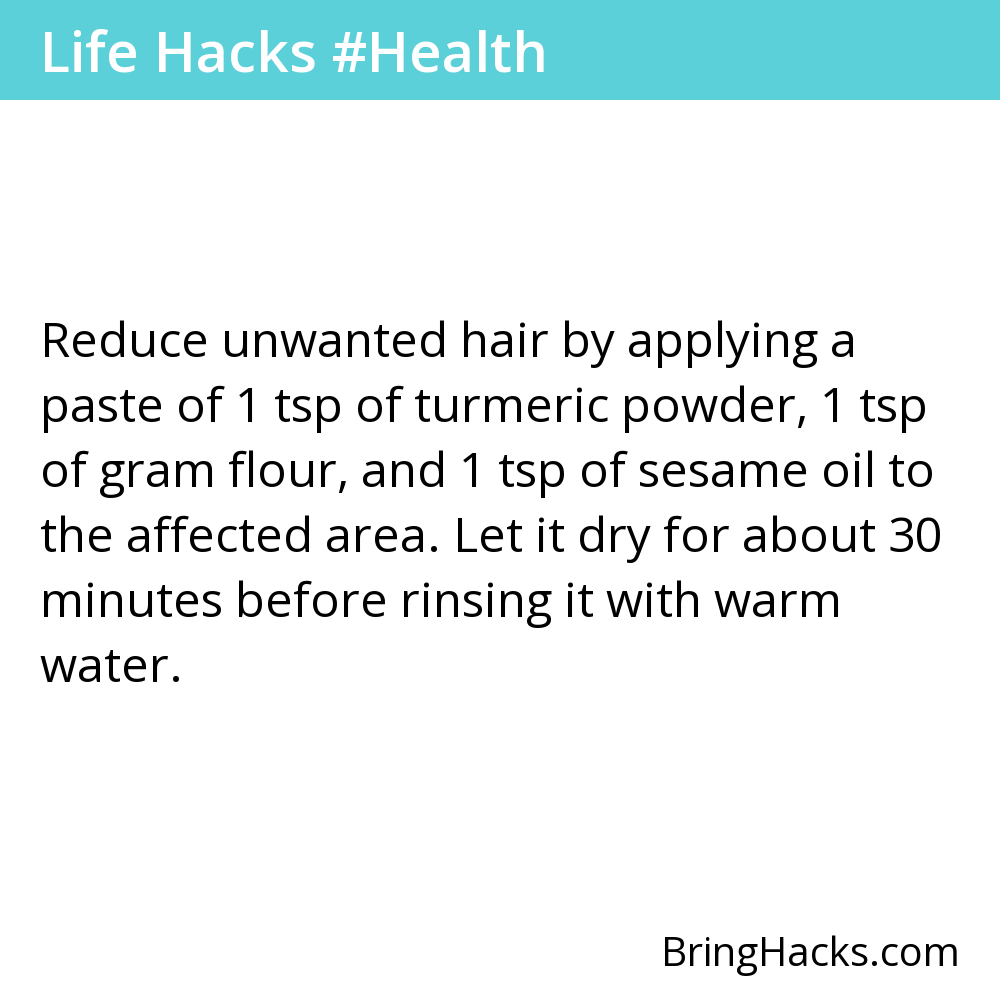 Life Hacks #Health
Reduce unwanted hair by applying a
paste of 1 tsp of turmeric powder, 1 tsp
of gram flour, and 1 tsp of sesame oil to
the affected area. Let it dry for about 30
minutes before rinsing it with warm
water.
BringHacks.com